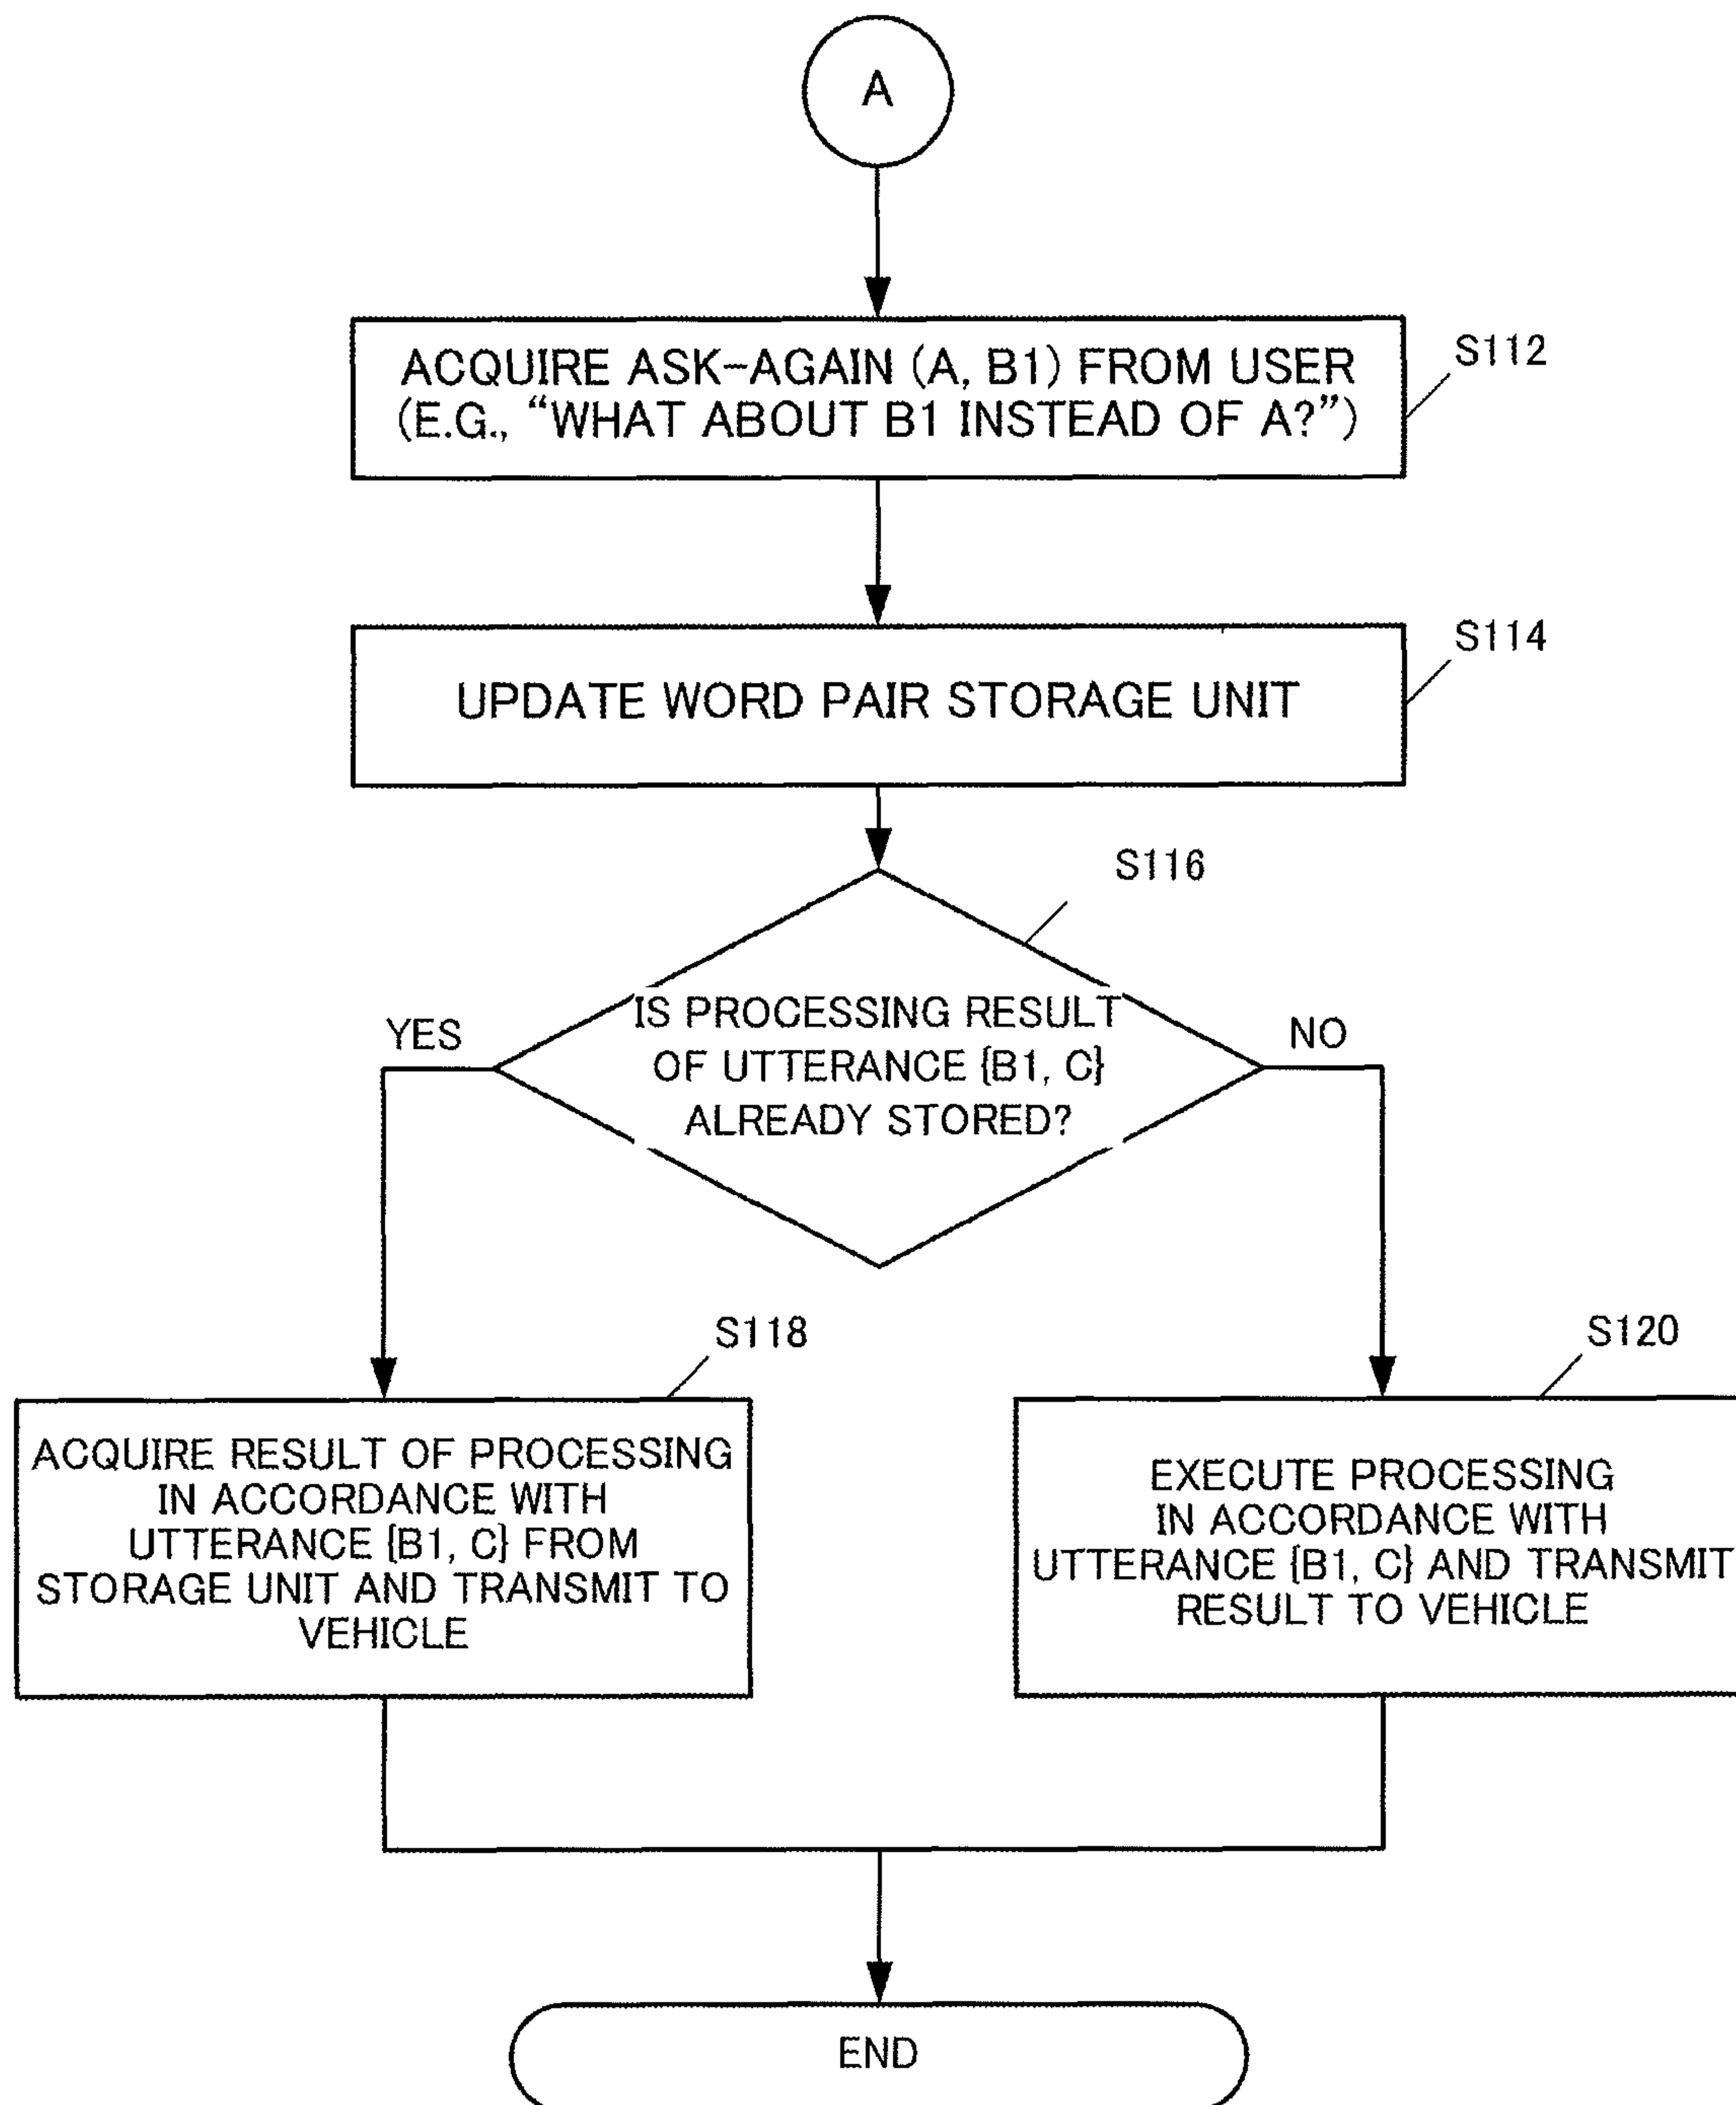 A
ACQUIRE ASK-AGAIN (A, B1) FROM USER
(E.G., “WHAT ABOUT B1 INSTEAD OF A?”)
S112
UPDATE WORD PAIR STORAGE UNIT
S114
S116
IS PROCESSING RESULT
OF UTTERANCE {B1, C}
ALREADY STORED?
YES
NO
S118
ACQUIRE RESULT OF PROCESSING
IN ACCORDANCE WITH
UTTERANCE {B1, C} FROM
STORAGE UNIT AND TRANSMIT TO
VEHICLE
S120
EXECUTE PROCESSING
IN ACCORDANCE WITH
UTTERANCE {B1, C} AND TRANSMIT
RESULT TO VEHICLE
END